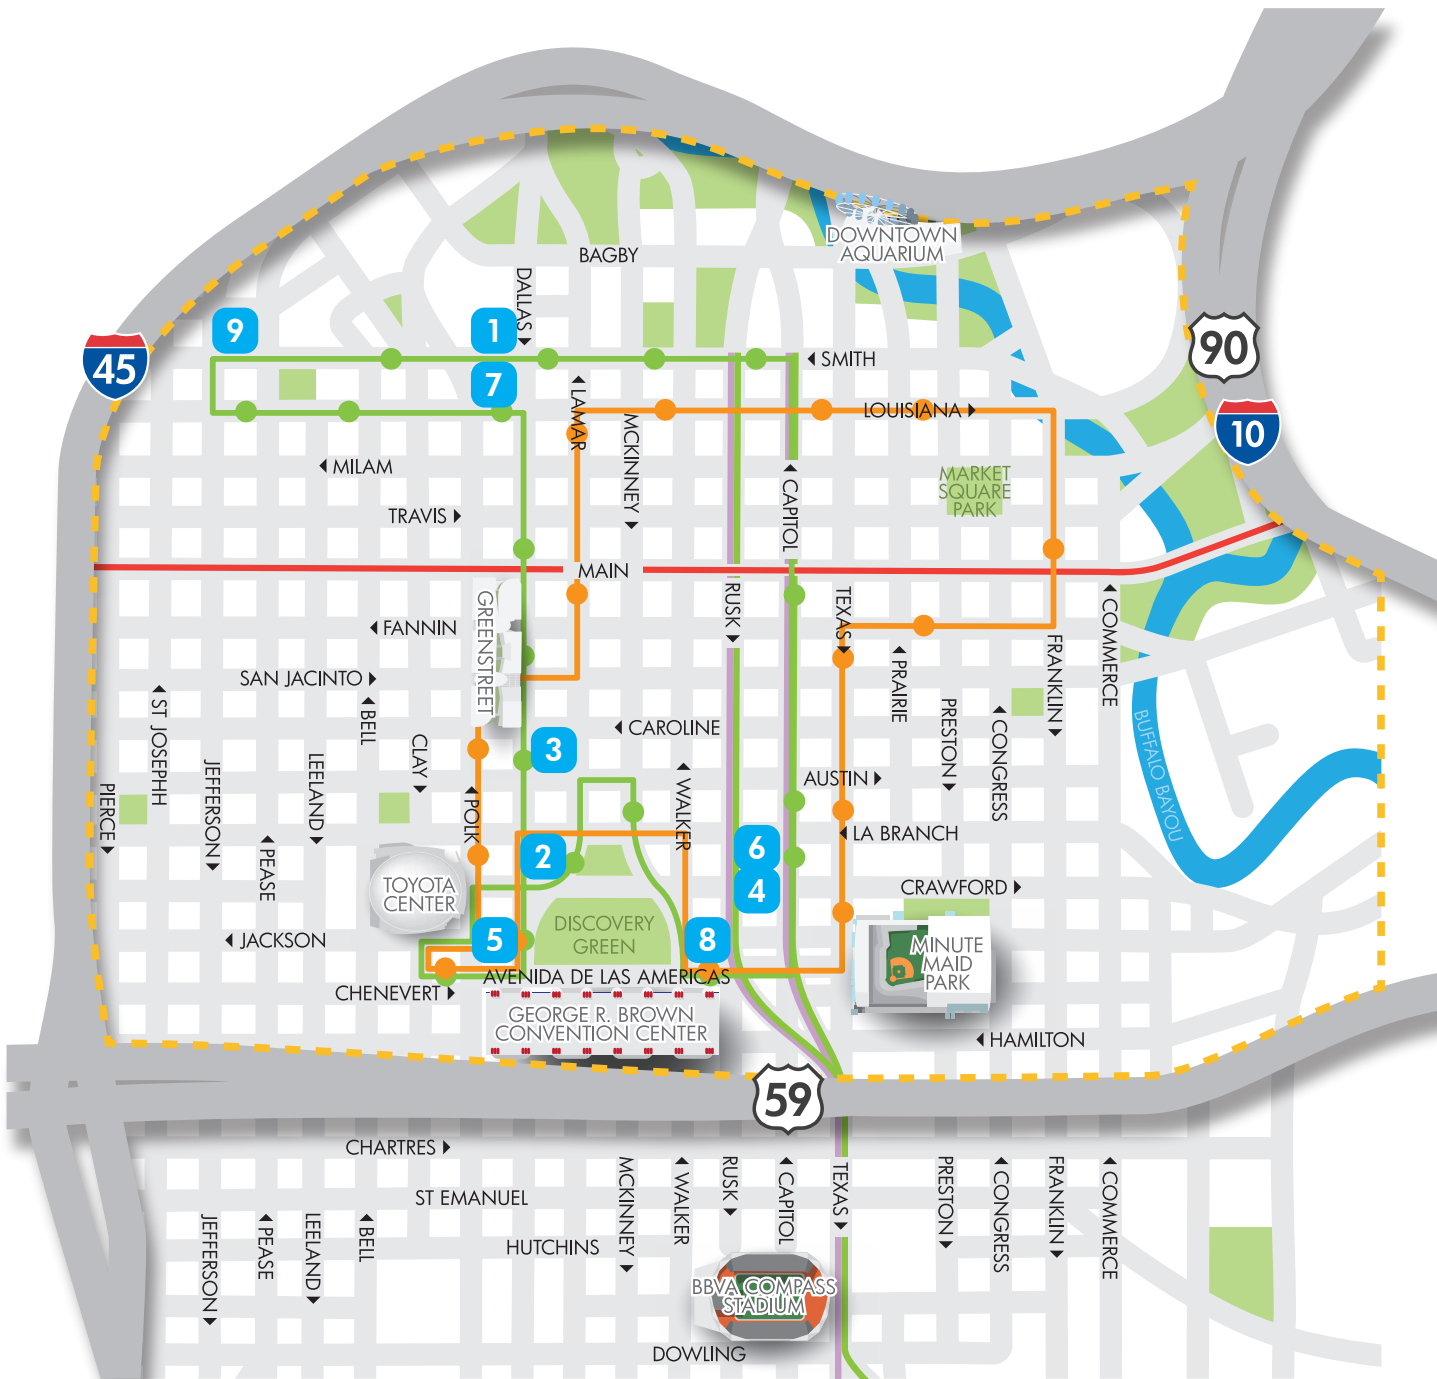 BAGBY
DOWNTOWN
AQUARIUM
DALLAS
9
1
45
90
SMITH
7
LAMAR
MCKINNEY
LOUISIANA
10
MILAM
CAPITOL
MARKET
SQUARE
PARK
TRAVIS
MAIN
RUSK
TEXAS
COMMERCE
GREENSTREET
FANNIN
FRANKLIN
PRAIRIE
SAN JACINTO
ST JOSEPHH
BELL
PRESTON
CONGRESS
BUFFALO BAYOU
CAROLINE
CLAY
3
LEELAND
JEFFERSON
PIERCE
WALKER
AUSTIN
POLK
LA BRANCH
PEASE
2
6
4
TOYOTA
CENTER
CRAWFORD
5
DISCOVERY
GREEN
8
JACKSON
MINUTE
MAID
PARK
AVENIDA DE LAS AMERICAS
CHENEVERT
GEORGE R. BROWN
CONVENTION CENTER
HAMILTON
59
CHARTRES
MCKINNEY
WALKER
RUSK
CAPITOL
TEXAS
PRESTON
CONGRESS
FRANKLIN
COMMERCE
ST EMANUEL
JEFFERSON
PEASE
LEELAND
BELL
HUTCHINS
BBVA COMPASS
STADIUM
DOWLING